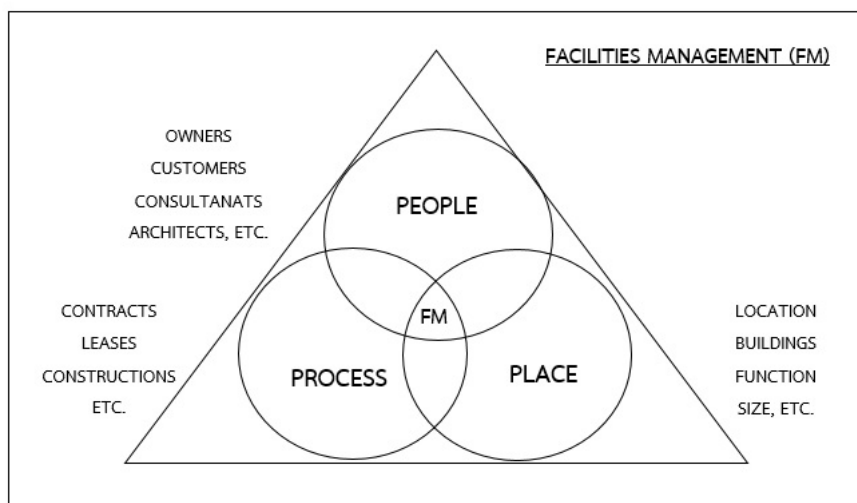 FACILITIES MANAGEMENT (FM)
OWNERS
CUSTOMERS
CONSULTANATS
ARCHITECTS, ETC.
PEOPLE
CONTRACTS
LEASES
CONSTRUCTIONS
ETC.
FM
PROCESS
PLACE
LOCATION
BUILDINGS
FUNCTION
SIZE, ETC.